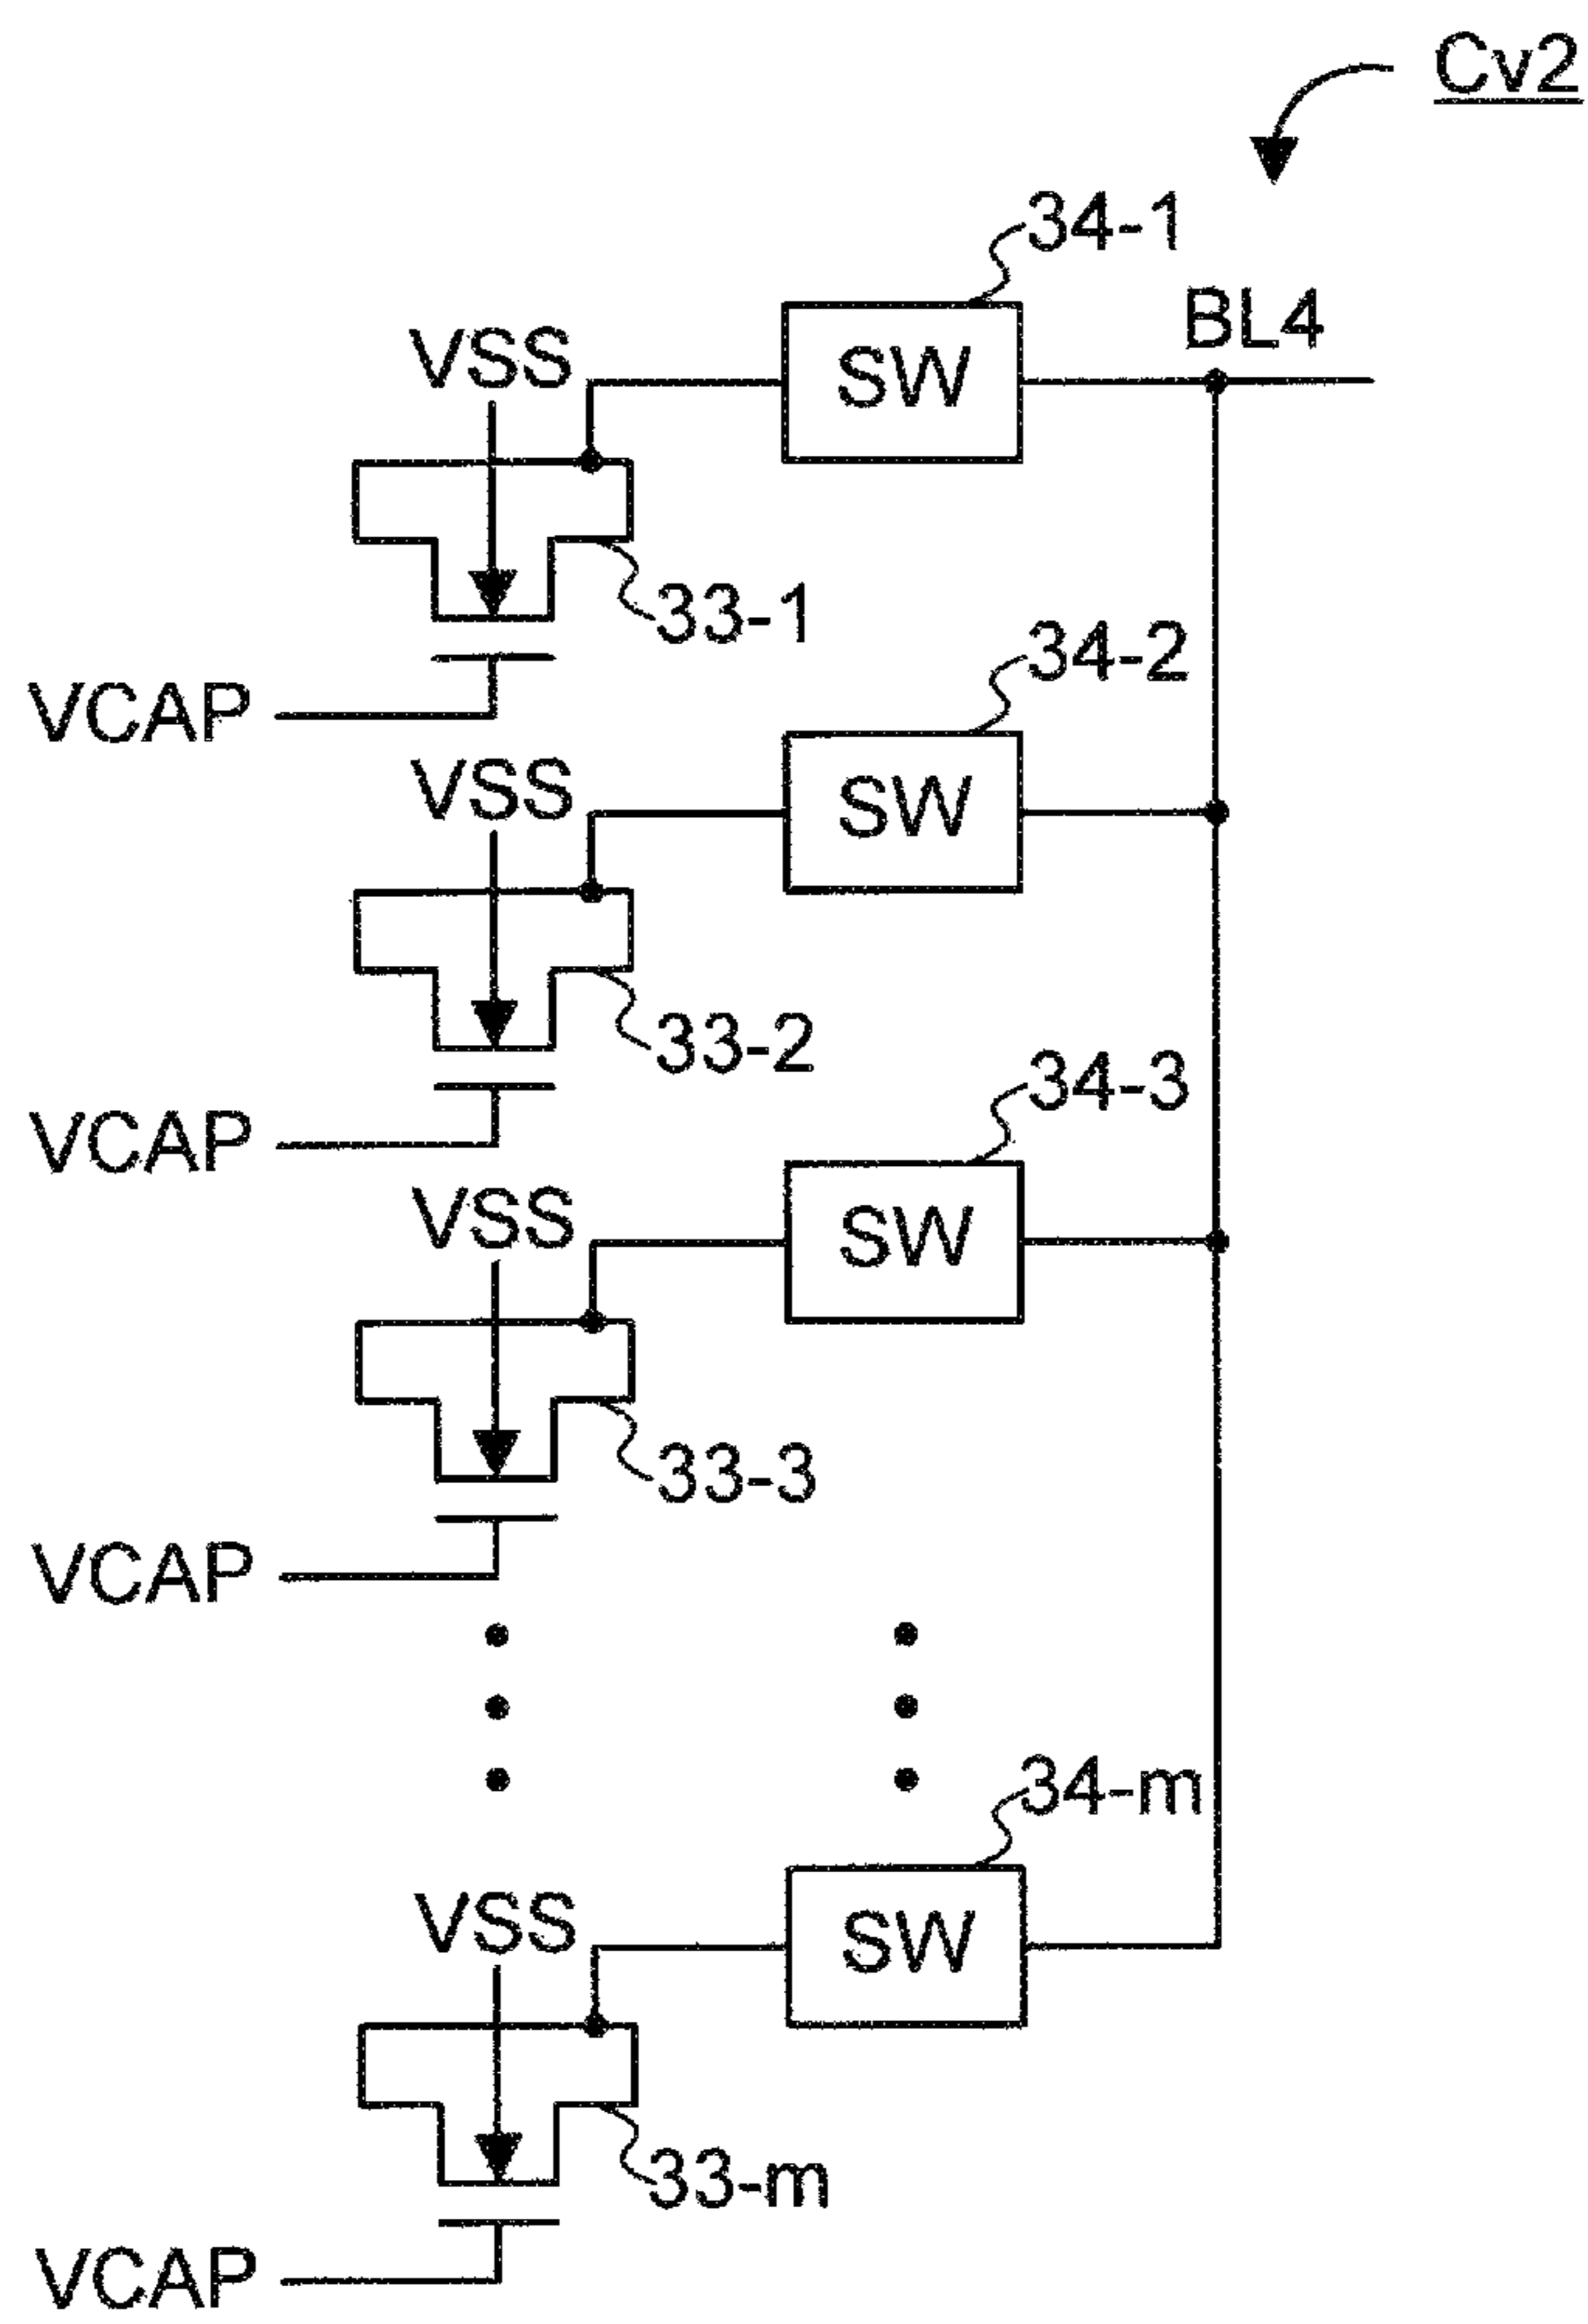 Cv2
34-1
BL4
VSS
SW
33-1
34-2
VCAP
VSS
SW
33-2
34-3
VCAP
VSS
SW
33-3
VCAP
34-m
VSS
SW
33-m
VCAP